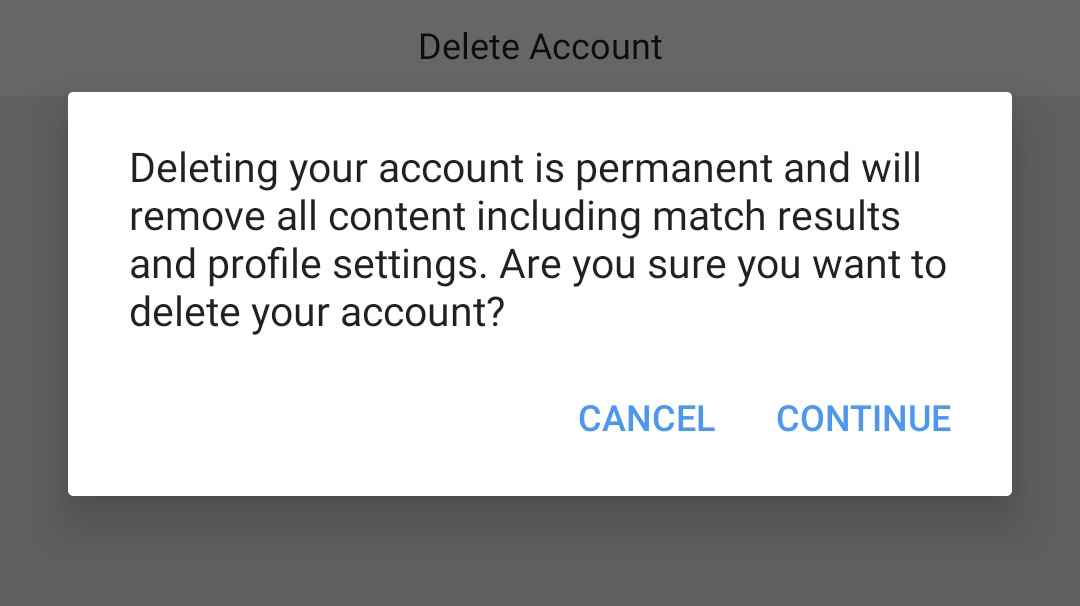 Delete Account
Deleting your account is permanent and will
remove all content including match results
and profile settings. Are you sure you want to
delete your account?
CANCEL CONTINUE